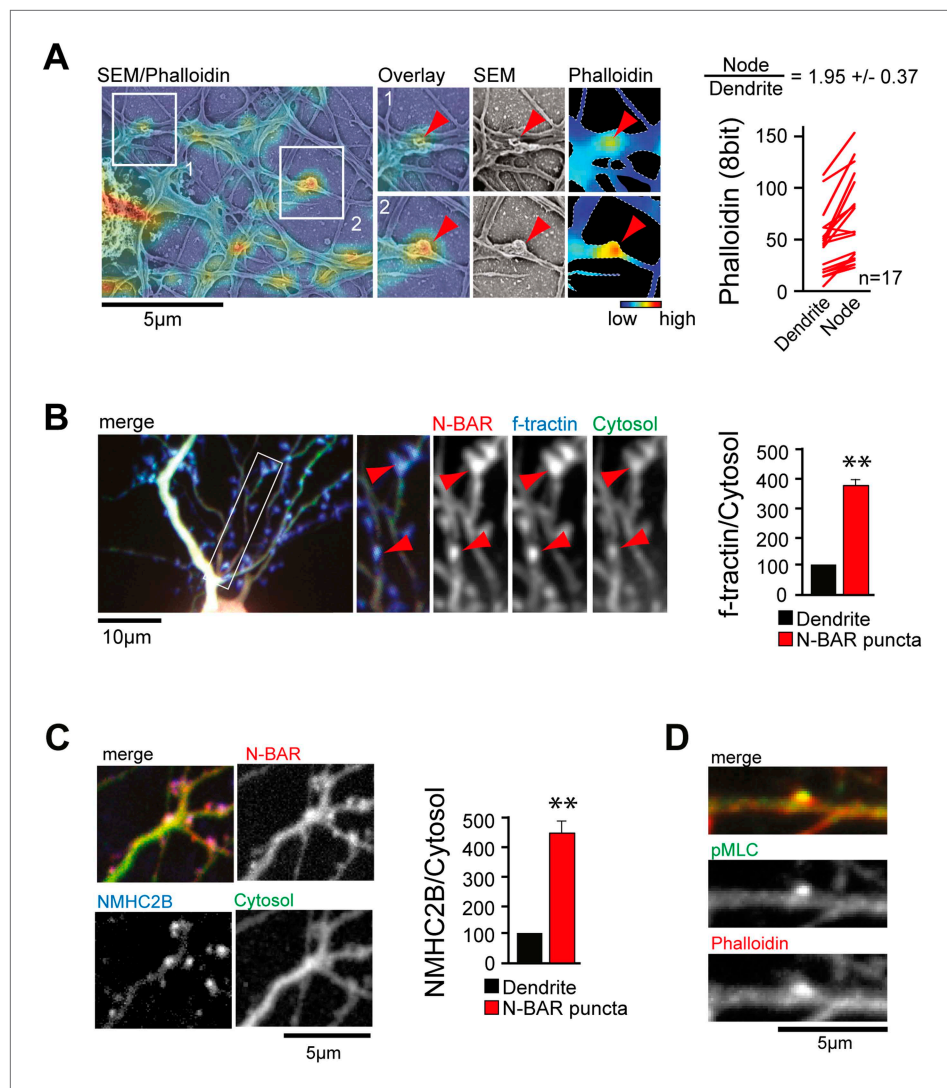 A
SEM/Phalloidin
Overlay
SEM
Phalloidin
1
2
1
2
5µm
low high
Node
Dendrite
= 1.95 +/- 0.37
Phalloidin (8bit)
150
100
50
0
n=17
Dendrite
Node
B
merge
N-BAR
f-tractin
Cytosol
10µm
f-tractin/Cytosol
500
400
300
200
100
0
**
Dendrite
N-BAR puncta
C
merge
N-BAR
NMHC2B
Cytosol
5µm
NMHC2B/Cytosol
500
400
300
200
100
0
**
Dendrite
N-BAR puncta
D
merge
pMLC
Phalloidin
5µm